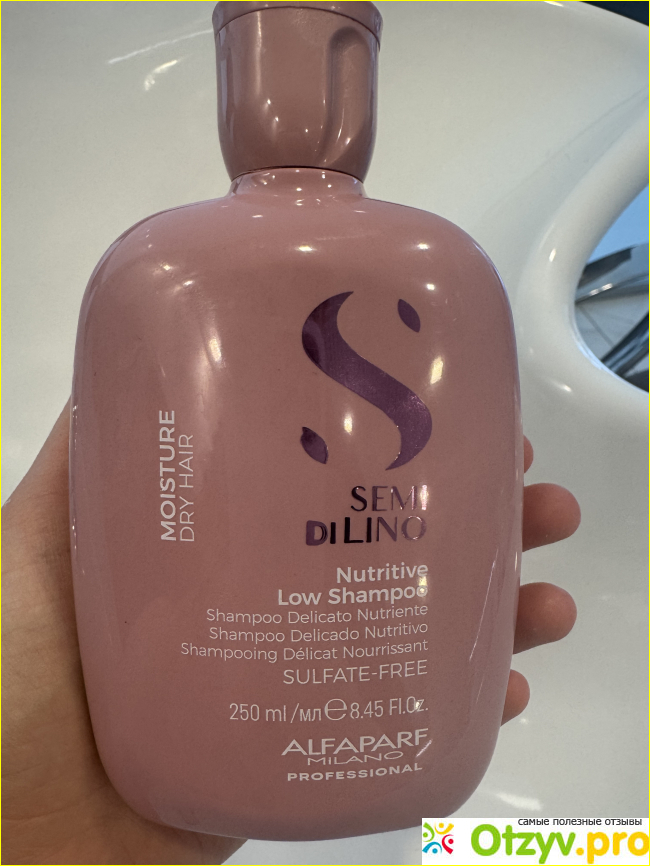 MOISTURE
DRY HAIR
SEMI
DI LINO
Nutritive
Low Shampoo
Shampoo Delicato Nutriente
Shampoo Delicado Nutritivo
Shampooing Délicat Nourrissant
SULFATE-FREE
250 ml/мл ℮ 8.45 Fl.Oz.
ALFAPARF
MILANO
PROFESSIONAL
самые полезные отзывы
Otzyv.pro